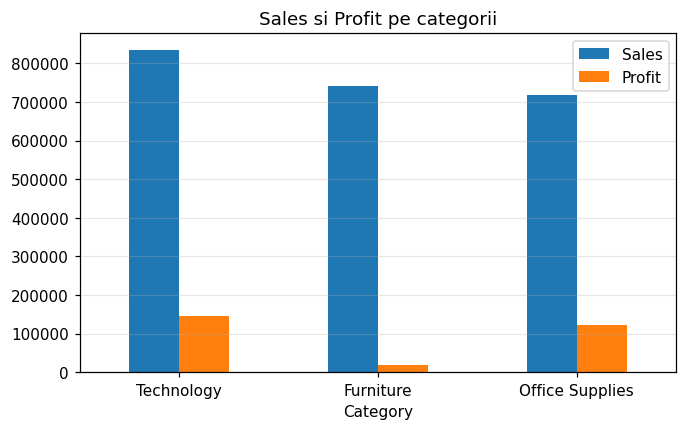 Sales si Profit pe categorii
Sales
Profit
800000
700000
600000
500000
400000
300000
200000
100000
0
Technology
Furniture
Office Supplies
Category